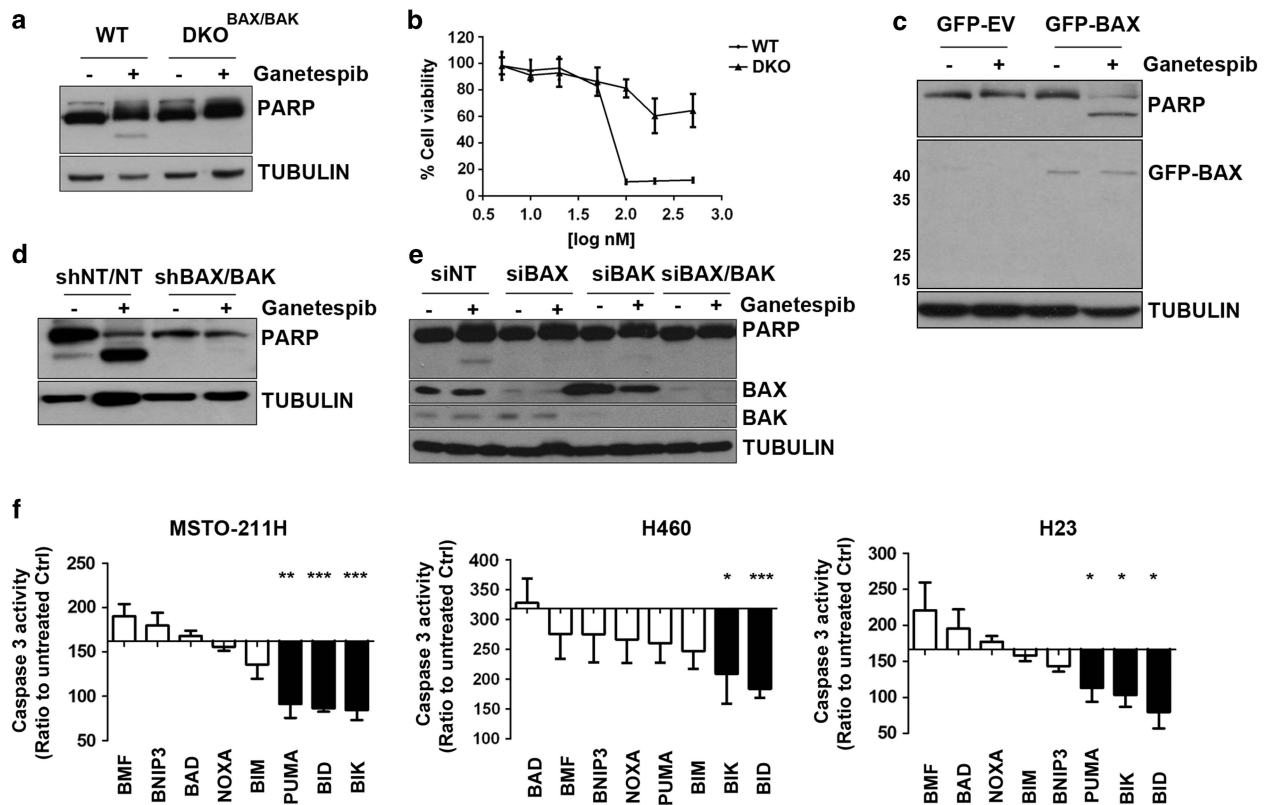 a
WT DKO BAX/BAK
- + - + Ganetespib
PARP
TUBULIN
b
120
100
80
60
40
20
0
% Cell viability
0.5 1.0 1.5 2.0 2.5 3.0
[log nM]
WT
DKO
c
GFP-EV GFP-BAX
- + - + Ganetespib
PARP
GFP-BAX
40
35
25
15
TUBULIN
d
shNT/NT shBAX/BAK
- + - + Ganetespib
PARP
TUBULIN
e
siNT siBAX siBAK siBAX/BAK
- + - + - + - + Ganetespib
PARP
BAX
BAK
TUBULIN
f
MSTO-211H
Caspase 3 activity
(Ratio to untreated Ctrl)
250
200
150
100
50
** *** ***
BMF BNIP3 BAD NOXA BIM PUMA BID BIK
H460
Caspase 3 activity
(Ratio to untreated Ctrl)
400
350
300
250
200
150
100
* ***
BAD BMF BNIP3 NOXA PUMA BIM BIK BID
H23
Caspase 3 activity
(Ratio to untreated Ctrl)
300
250
200
150
100
50
* * *
BMF BAD NOXA BIM BNIP3 PUMA BIK BID